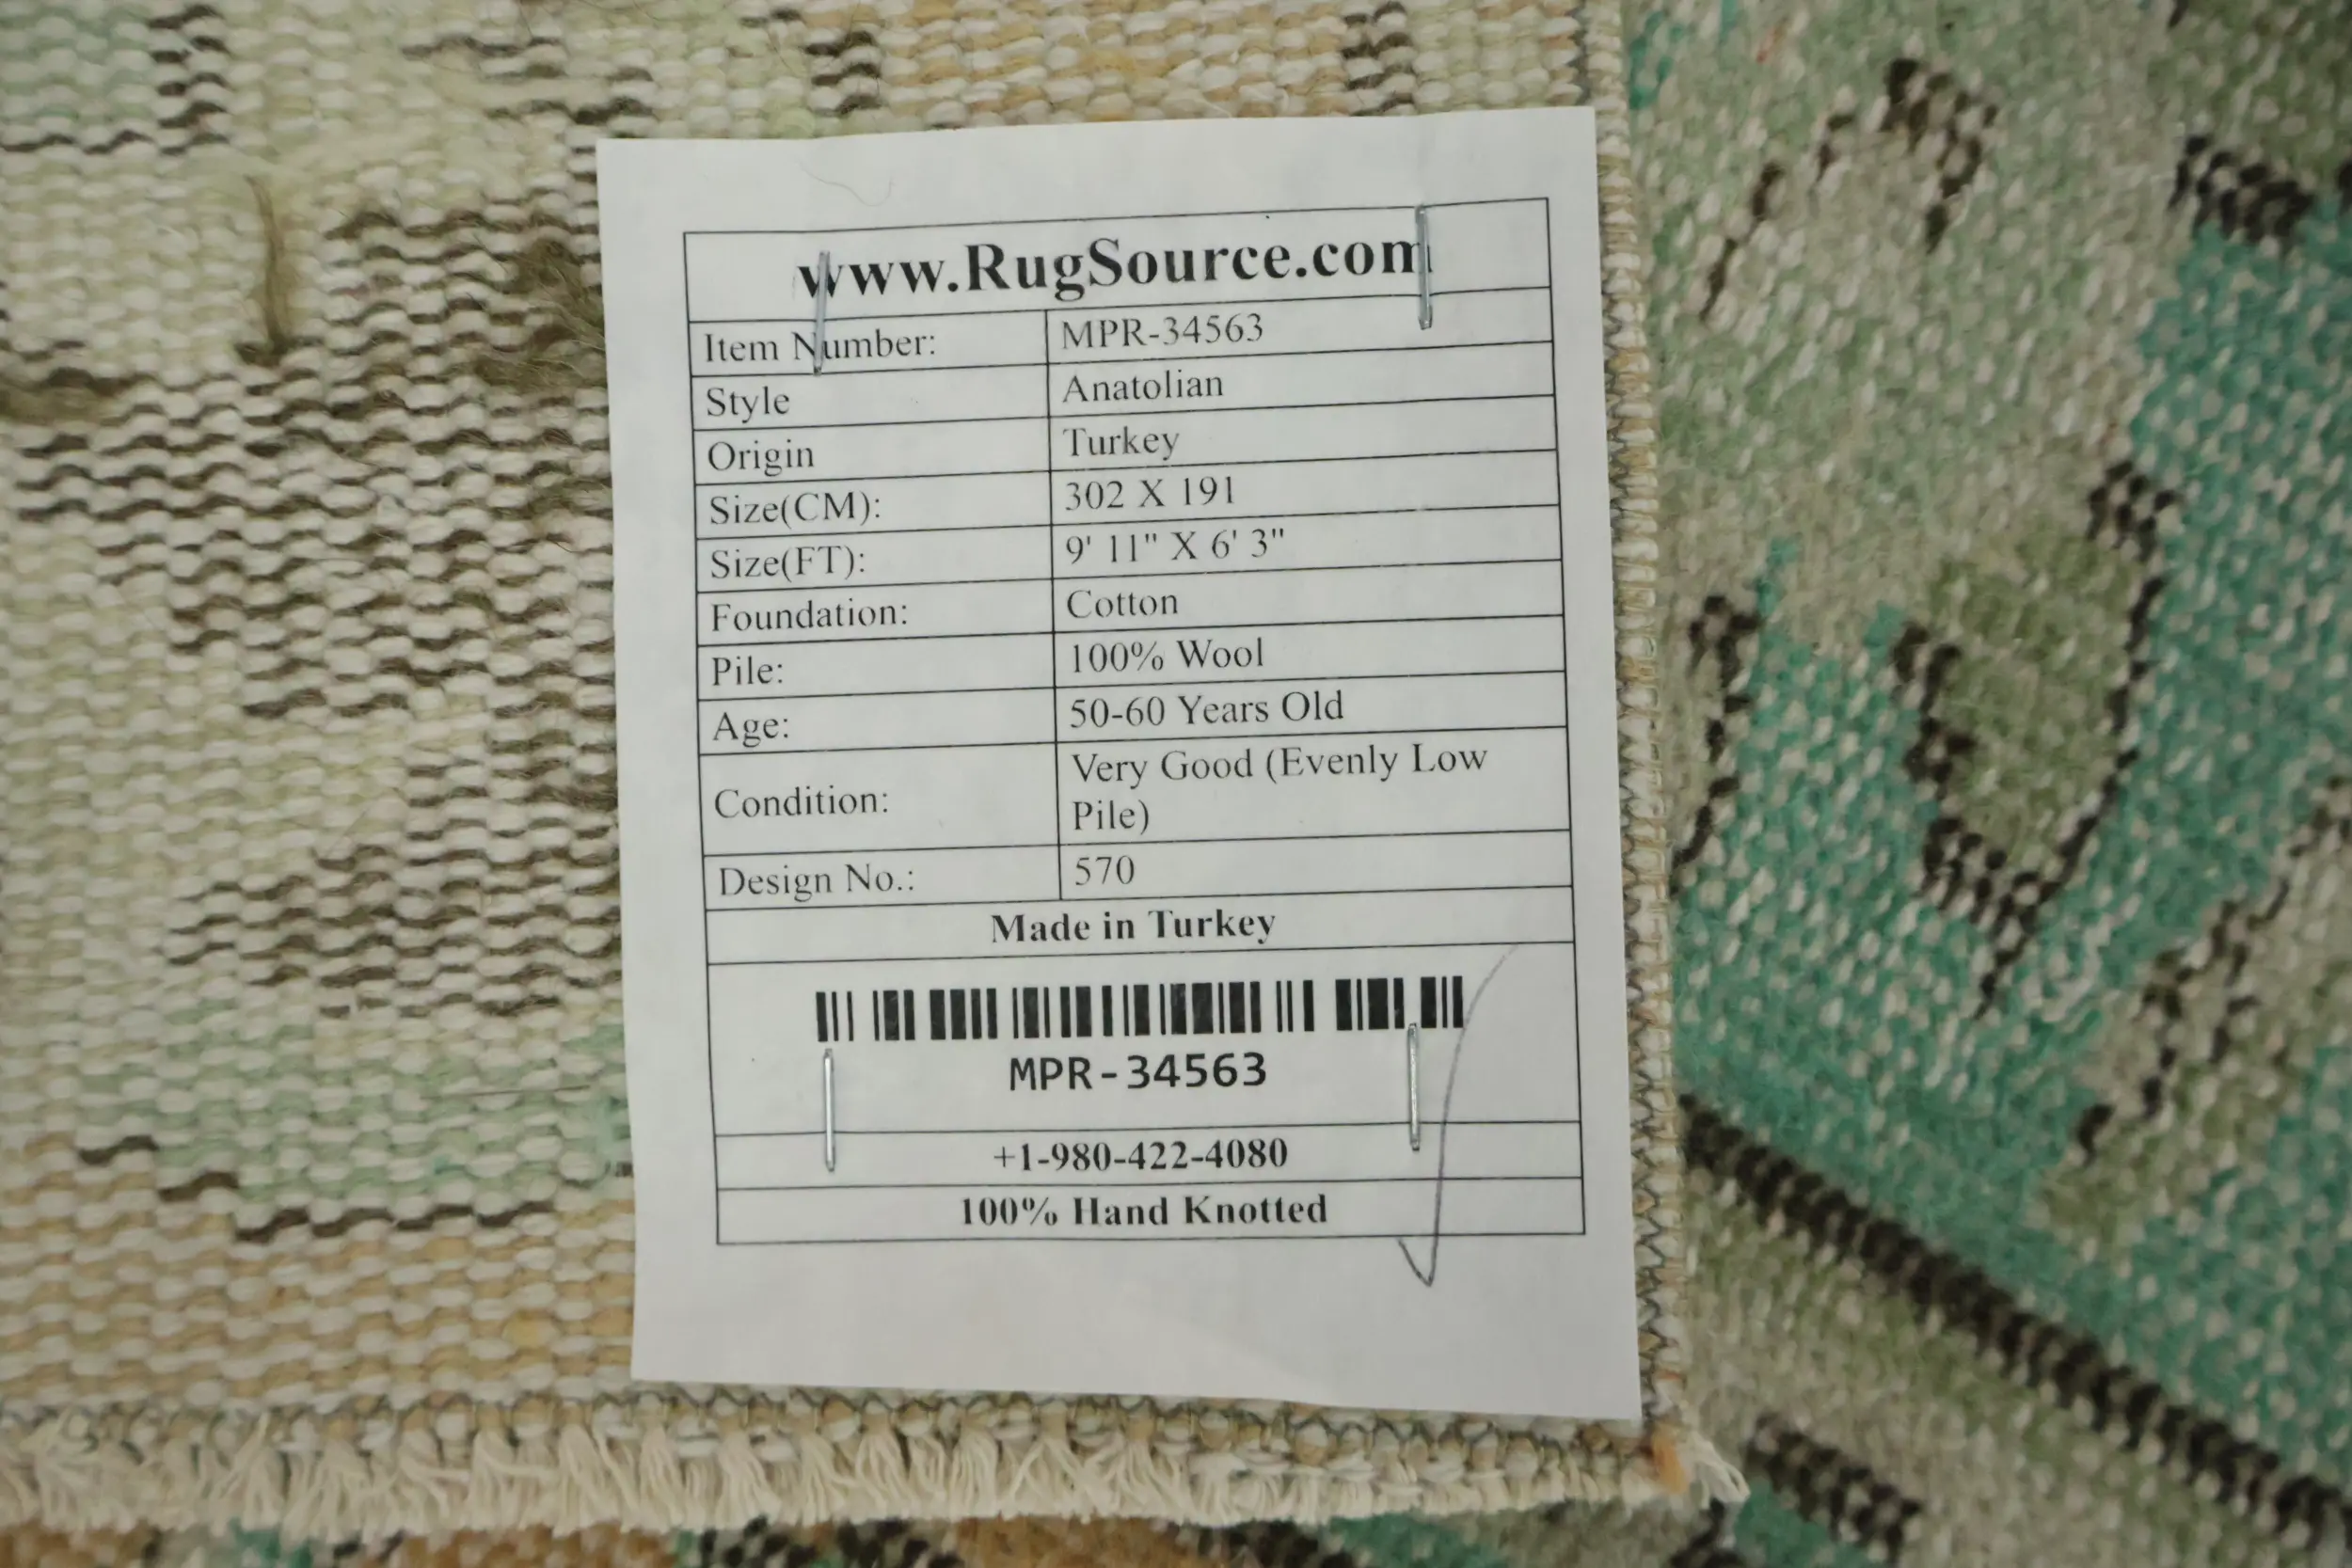 www.RugSource.com
Item Number: MPR-34563
Style Anatolian
Origin Turkey
Size(CM): 302 X 191
Size(FT): 9' 11" X 6' 3"
Foundation: Cotton
Pile: 100% Wool
Age: 50-60 Years Old
Condition: Very Good (Evenly Low
Pile)
Design No.: 570
Made in Turkey
MPR-34563
+1-980-422-4080
100% Hand Knotted